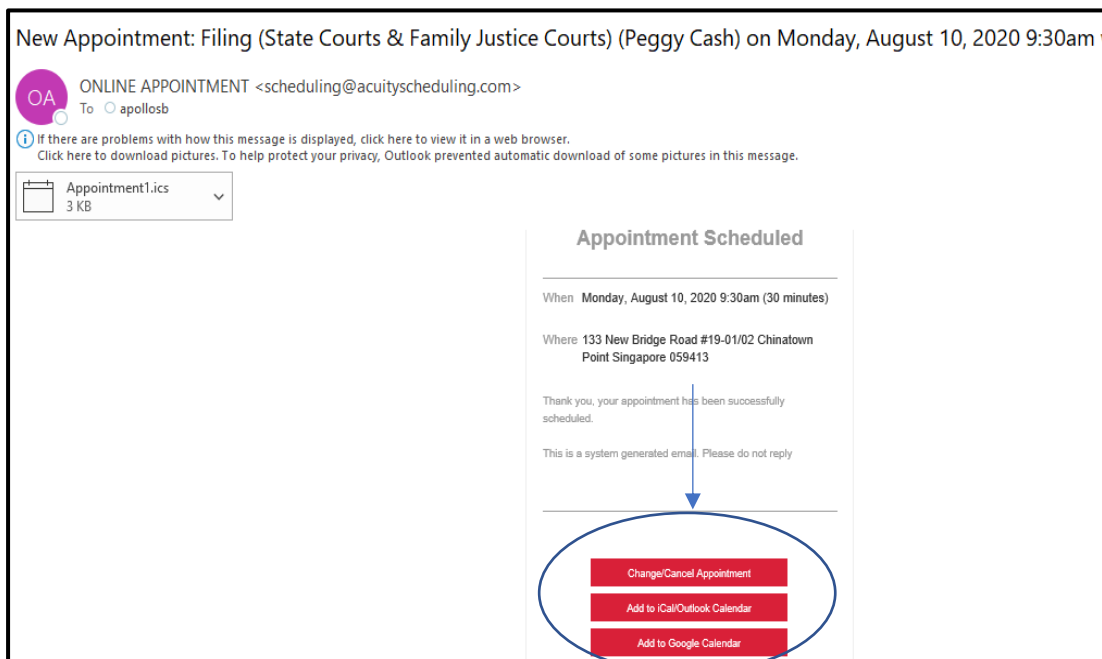 New Appointment: Filing (State Courts & Family Justice Courts) (Peggy Cash) on Monday, August 10, 2020 9:30am
OA
ONLINE APPOINTMENT <scheduling@acuityscheduling.com>
To apollosb
If there are problems with how this message is displayed, click here to view it in a web browser.
Click here to download pictures. To help protect your privacy, Outlook prevented automatic download of some pictures in this message.
Appointment1.ics
3 KB
Appointment Scheduled
When Monday, August 10, 2020 9:30am (30 minutes)
Where 133 New Bridge Road #19-01/02 Chinatown
Point Singapore 059413
Thank you, your appointment has been successfully
scheduled.
This is a system generated email. Please do not reply
Change/Cancel Appointment
Add to iCal/Outlook Calendar
Add to Google Calendar